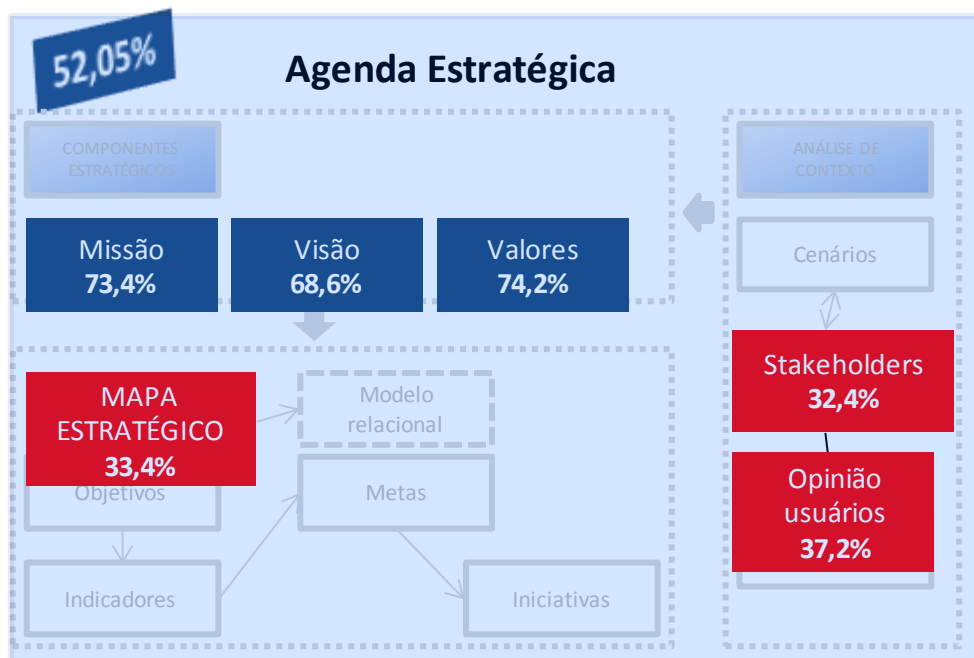 52,05%
Agenda Estratégica
COMPONENTES
ESTRATÉGICOS
Missão
73,4%
Visão
68,6%
Valores
74,2%
MAPA
ESTRATÉGICO
33,4%
Modelo
relacional
Objetivos
Metas
Indicadores
Iniciativas
ANÁLISE DE
CONTEXTO
Cenários
Stakeholders
32,4%
Opinião
usuários
37,2%